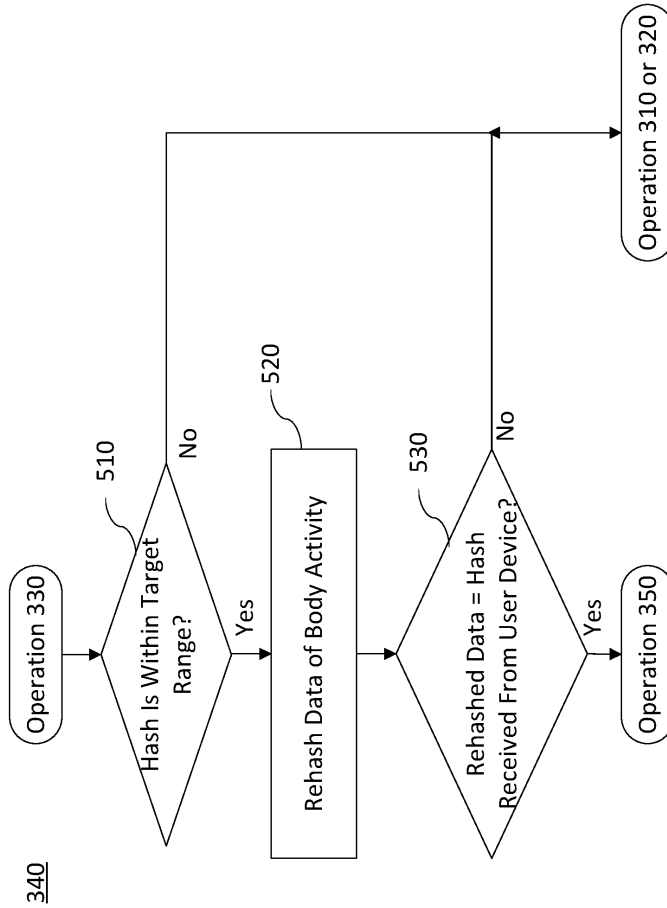 340
Operation 330
510
Hash Is Within Target
Range?
No
Yes
520
Rehash Data of Body Activity
530
Rehashed Data = Hash
Received From User Device?
No
Yes
Operation 350
Operation 310 or 320